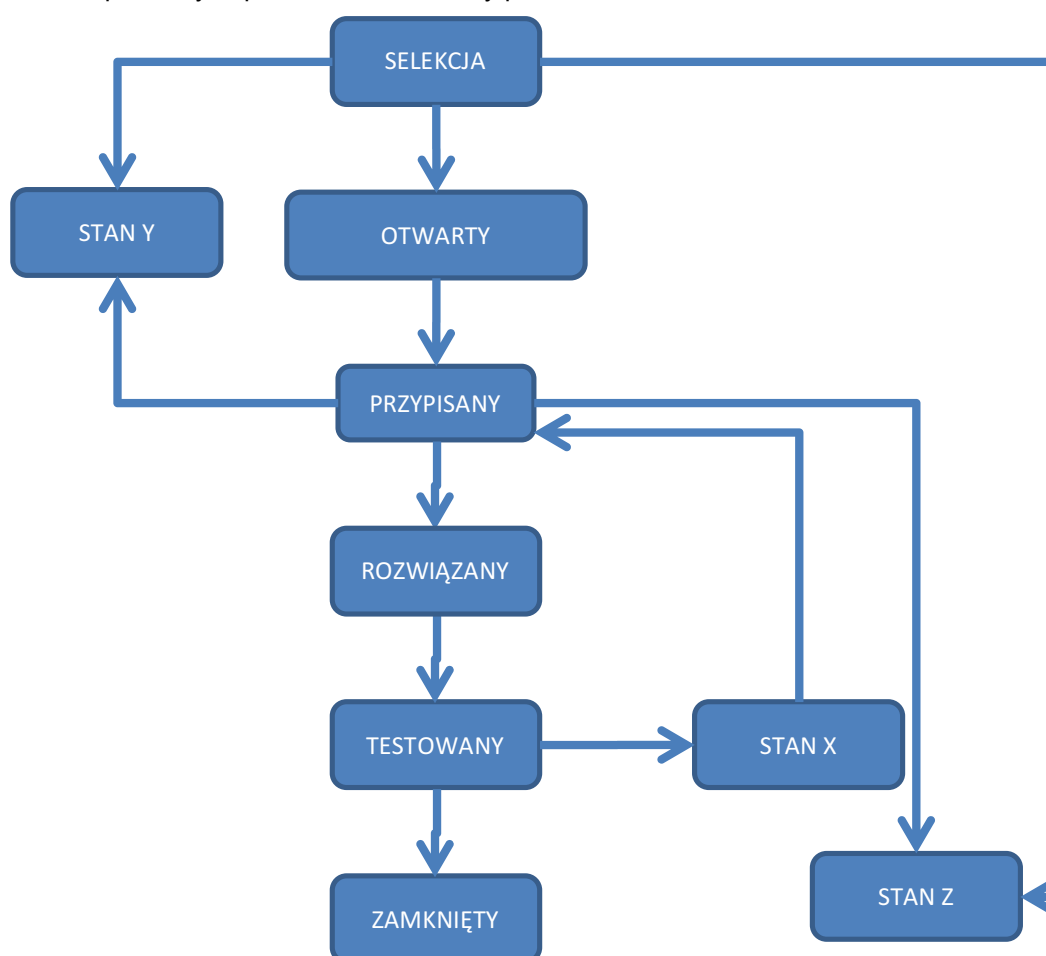 SELEKCJA
STAN Y
OTWARTY
PRZYPISANY
ROZWIĄZANY
TESTOWANY
STAN X
STAN Z
ZAMKNIĘTY